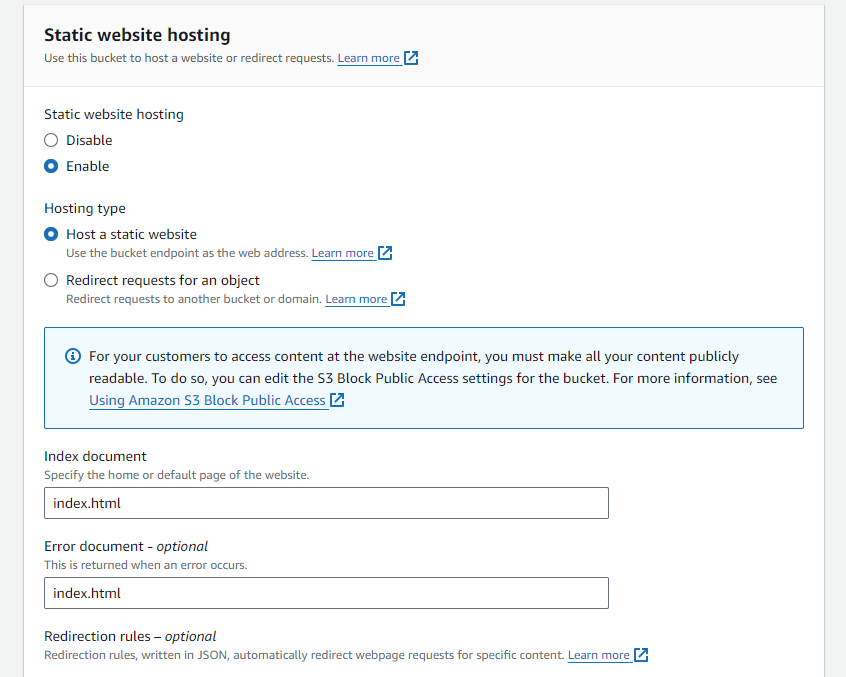 Static website hosting
Use this bucket to host a website or redirect requests. Learn more
Static website hosting
Disable
Enable
Hosting type
Host a static website
Use the bucket endpoint as the web address. Learn more
Redirect requests for an object
Redirect requests to another bucket or domain. Learn more
For your customers to access content at the website endpoint, you must make all your content publicly
readable. To do so, you can edit the S3 Block Public Access settings for the bucket. For more information, see
Using Amazon S3 Block Public Access
Index document
Specify the home or default page of the website.
index.html
Error document - optional
This is returned when an error occurs.
index.html
Redirection rules – optional
Redirection rules, written in JSON, automatically redirect webpage requests for specific content. Learn more